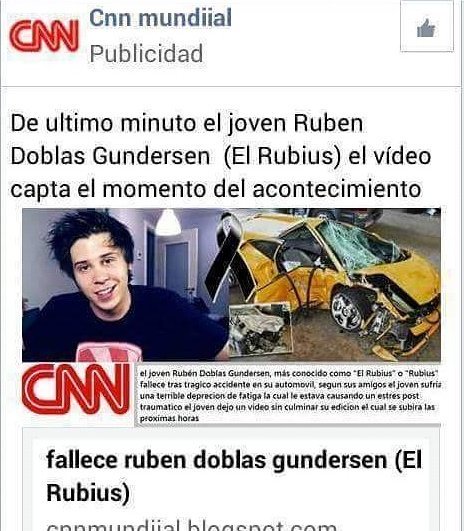 CNN
Cnn mundiial
Publicidad
De ultimo minuto el joven Ruben
Doblas Gundersen (El Rubius) el vídeo
capta el momento del acontecimiento
CNN
el joven Rubén Doblas Gundersen, más conocido como "El Rubius" o "Rubius"
fallece tras tragico accidente en su automovil, segun sus amigos el joven sufria
una terrible deprecion de fatiga la cual le estava causando un estres post
traumatico el joven dejo un video sin culminar su edicion el cual se subira las
proximas horas
fallece ruben doblas gundersen (El
Rubius)
cnnmundiial.blogspot.com